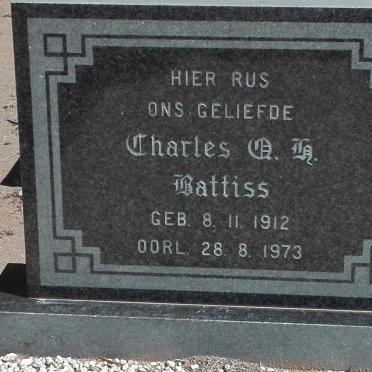 HIER RUS
ONS GELIEFDE
Charles Q. H.
Battiss
GEB. 8. 11. 1912
OORL. 28. 8. 1973